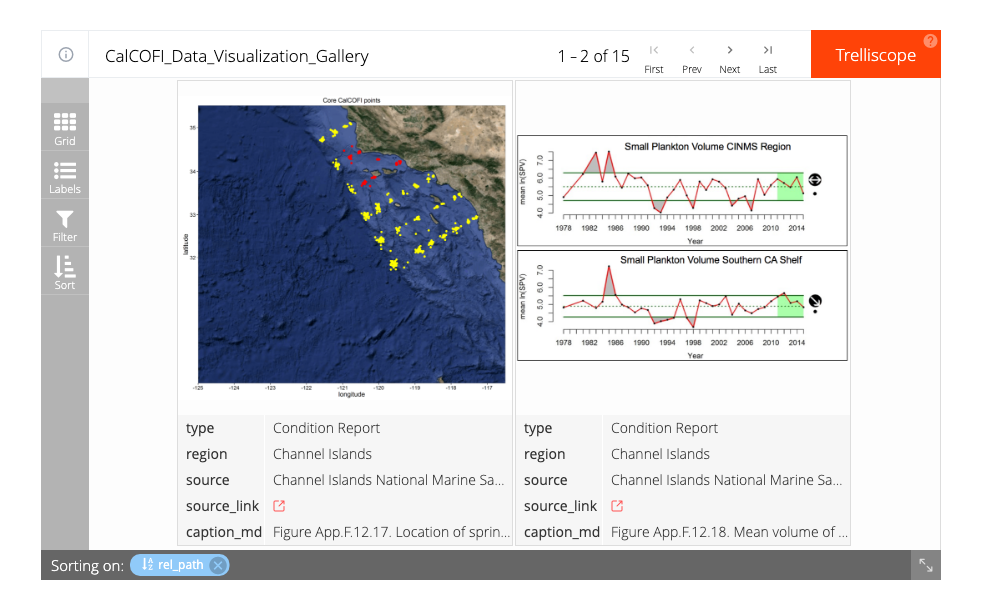 CalCOFI_Data_Visualization_Gallery
1 - 2 of 15
First Prev Next Last
Trelliscope
?
Grid
Labels
Filter
Sort
Core CalCOFI points
latitude
34
33
32
-125 -124 -123 -122 -121 -120 -119 -118 -117
longitude
type Condition Report
region Channel Islands
source Channel Islands National Marine Sa...
source_link
caption_md Figure App.F.12.17. Location of sprin...
Small Plankton Volume CINMS Region
mean ln(SPV)
7.0
6.0
5.0
4.0
1978 1982 1986 1990 1994 1998 2002 2006 2010 2014
Year
Small Plankton Volume Southern CA Shelf
mean ln(SPV)
7.0
6.0
5.0
4.0
1978 1982 1986 1990 1994 1998 2002 2006 2010 2014
Year
type Condition Report
region Channel Islands
source Channel Islands National Marine Sa...
source_link
caption_md Figure App.F.12.18. Mean volume of ...
Sorting on: rel_path